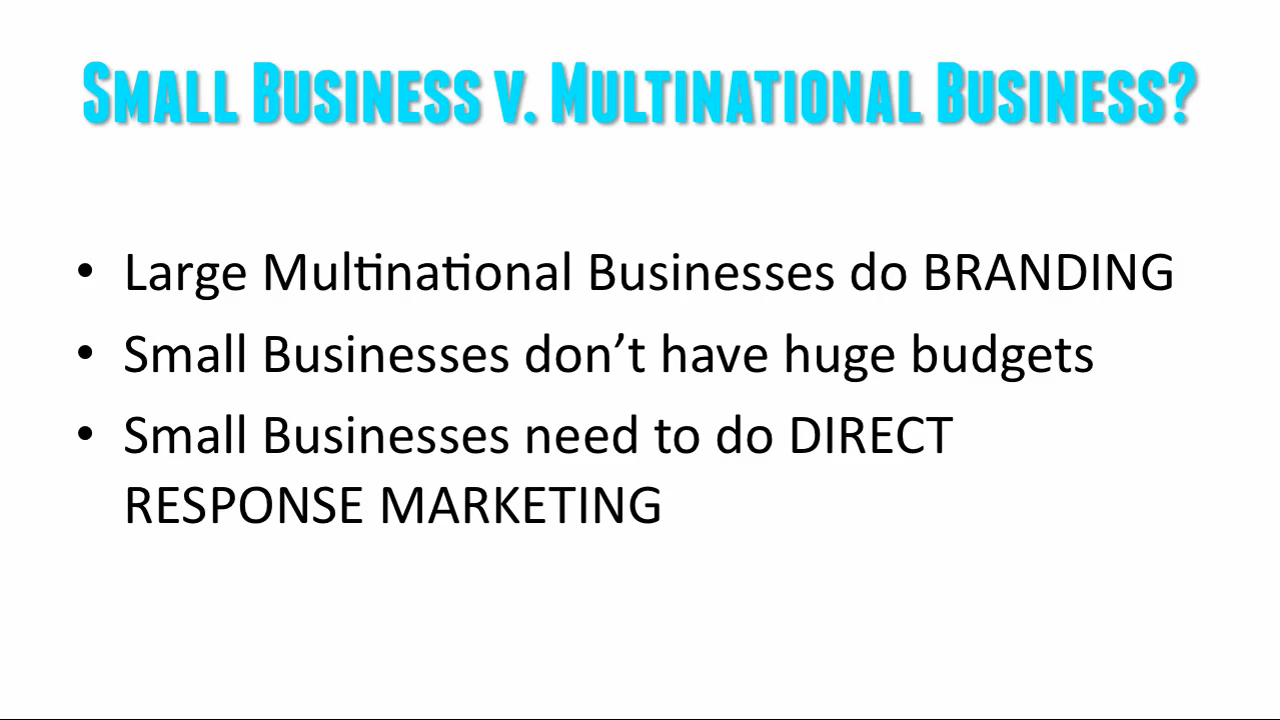 Small Business v. Multinational Business?
• Large Multinational Businesses do BRANDING
• Small Businesses don’t have huge budgets
• Small Businesses need to do DIRECT
RESPONSE MARKETING